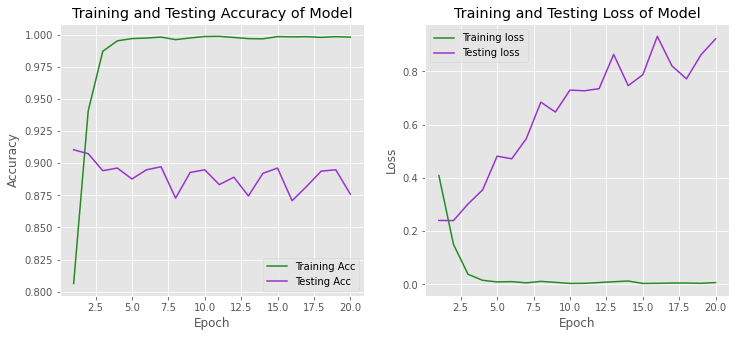 Training and Testing Accuracy of Model
1.000
0.975
0.950
0.925
0.900
0.875
0.850
0.825
0.800
Accuracy
Training Acc
Testing Acc
2.5 5.0 7.5 10.0 12.5 15.0 17.5 20.0
Epoch
Training and Testing Loss of Model
Training loss
Testing loss
0.8
0.6
0.4
0.2
0.0
Loss
2.5 5.0 7.5 10.0 12.5 15.0 17.5 20.0
Epoch